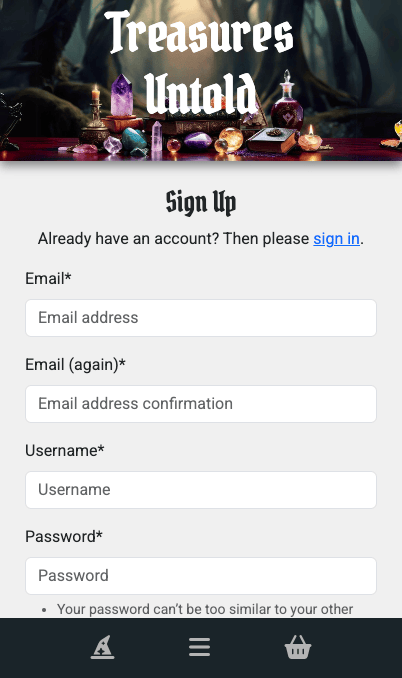 Treasures
Untold
Sign Up
Already have an account? Then please sign in.
Email*
Email address
Email (again)*
Email address confirmation
Username*
Username
Password*
Password
Your password can’t be too similar to your other